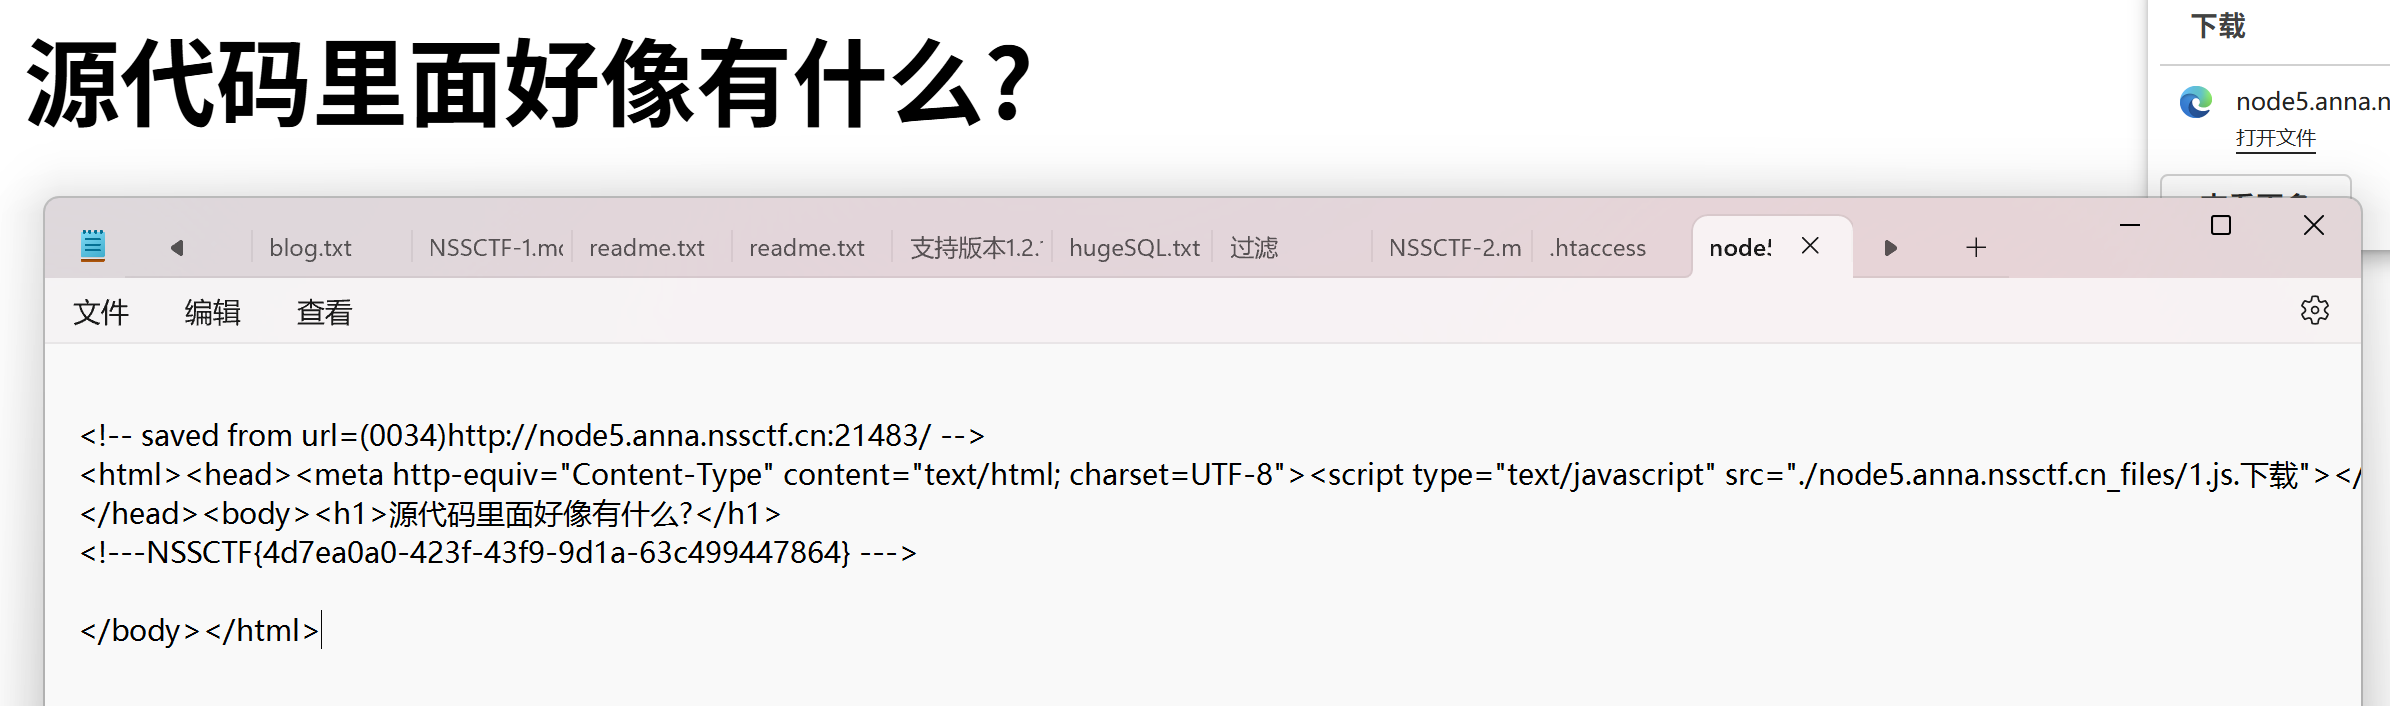 源代码里面好像有什么?
下载
node5.anna.n
打开文件
blog.txt
NSSCTF-1.mc
readme.txt
readme.txt
支持版本1.2.
hugeSQL.txt
过滤
NSSCTF-2.m
.htaccess
node5
文件
编辑
查看
<!-- saved from url=(0034)http://node5.anna.nssctf.cn:21483/ -->
<html><head><meta http-equiv="Content-Type" content="text/html; charset=UTF-8"><script type="text/javascript" src="./node5.anna.nssctf.cn_files/1.js.下载"></
</head><body><h1>源代码里面好像有什么?</h1>
<!---NSSCTF{4d7ea0a0-423f-43f9-9d1a-63c499447864} --->
</body></html>